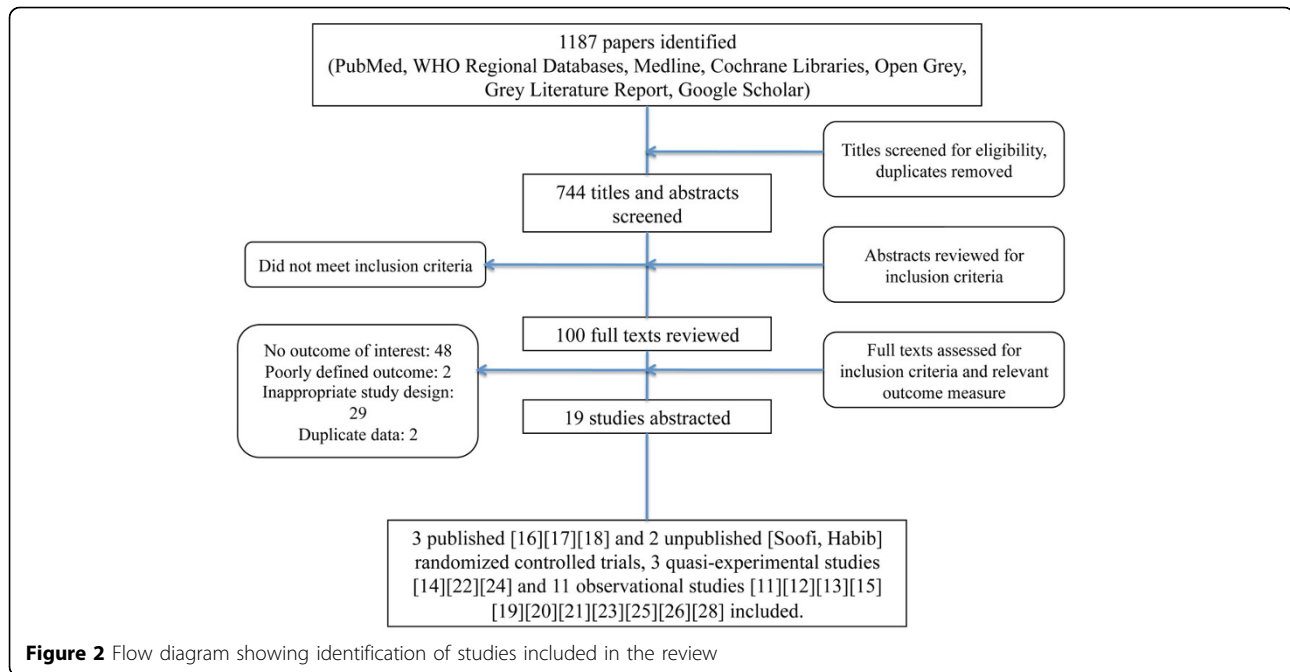 1187 papers identified
(PubMed, WHO Regional Databases, Medline, Cochrane Libraries, Open Grey,
Grey Literature Report, Google Scholar)
Titles screened for eligibility,
duplicates removed
744 titles and abstracts
screened
Did not meet inclusion criteria
Abstracts reviewed for
inclusion criteria
100 full texts reviewed
No outcome of interest: 48
Poorly defined outcome: 2
Inappropriate study design:
29
Duplicate data: 2
Full texts assessed for
inclusion criteria and relevant
outcome measure
19 studies abstracted
3 published [16][17][18] and 2 unpublished [Soofi, Habib]
randomized controlled trials, 3 quasi-experimental studies
[14][22][24] and 11 observational studies [11][12][13][15]
[19][20][21][23][25][26][28] included.
Figure 2 Flow diagram showing identification of studies included in the review